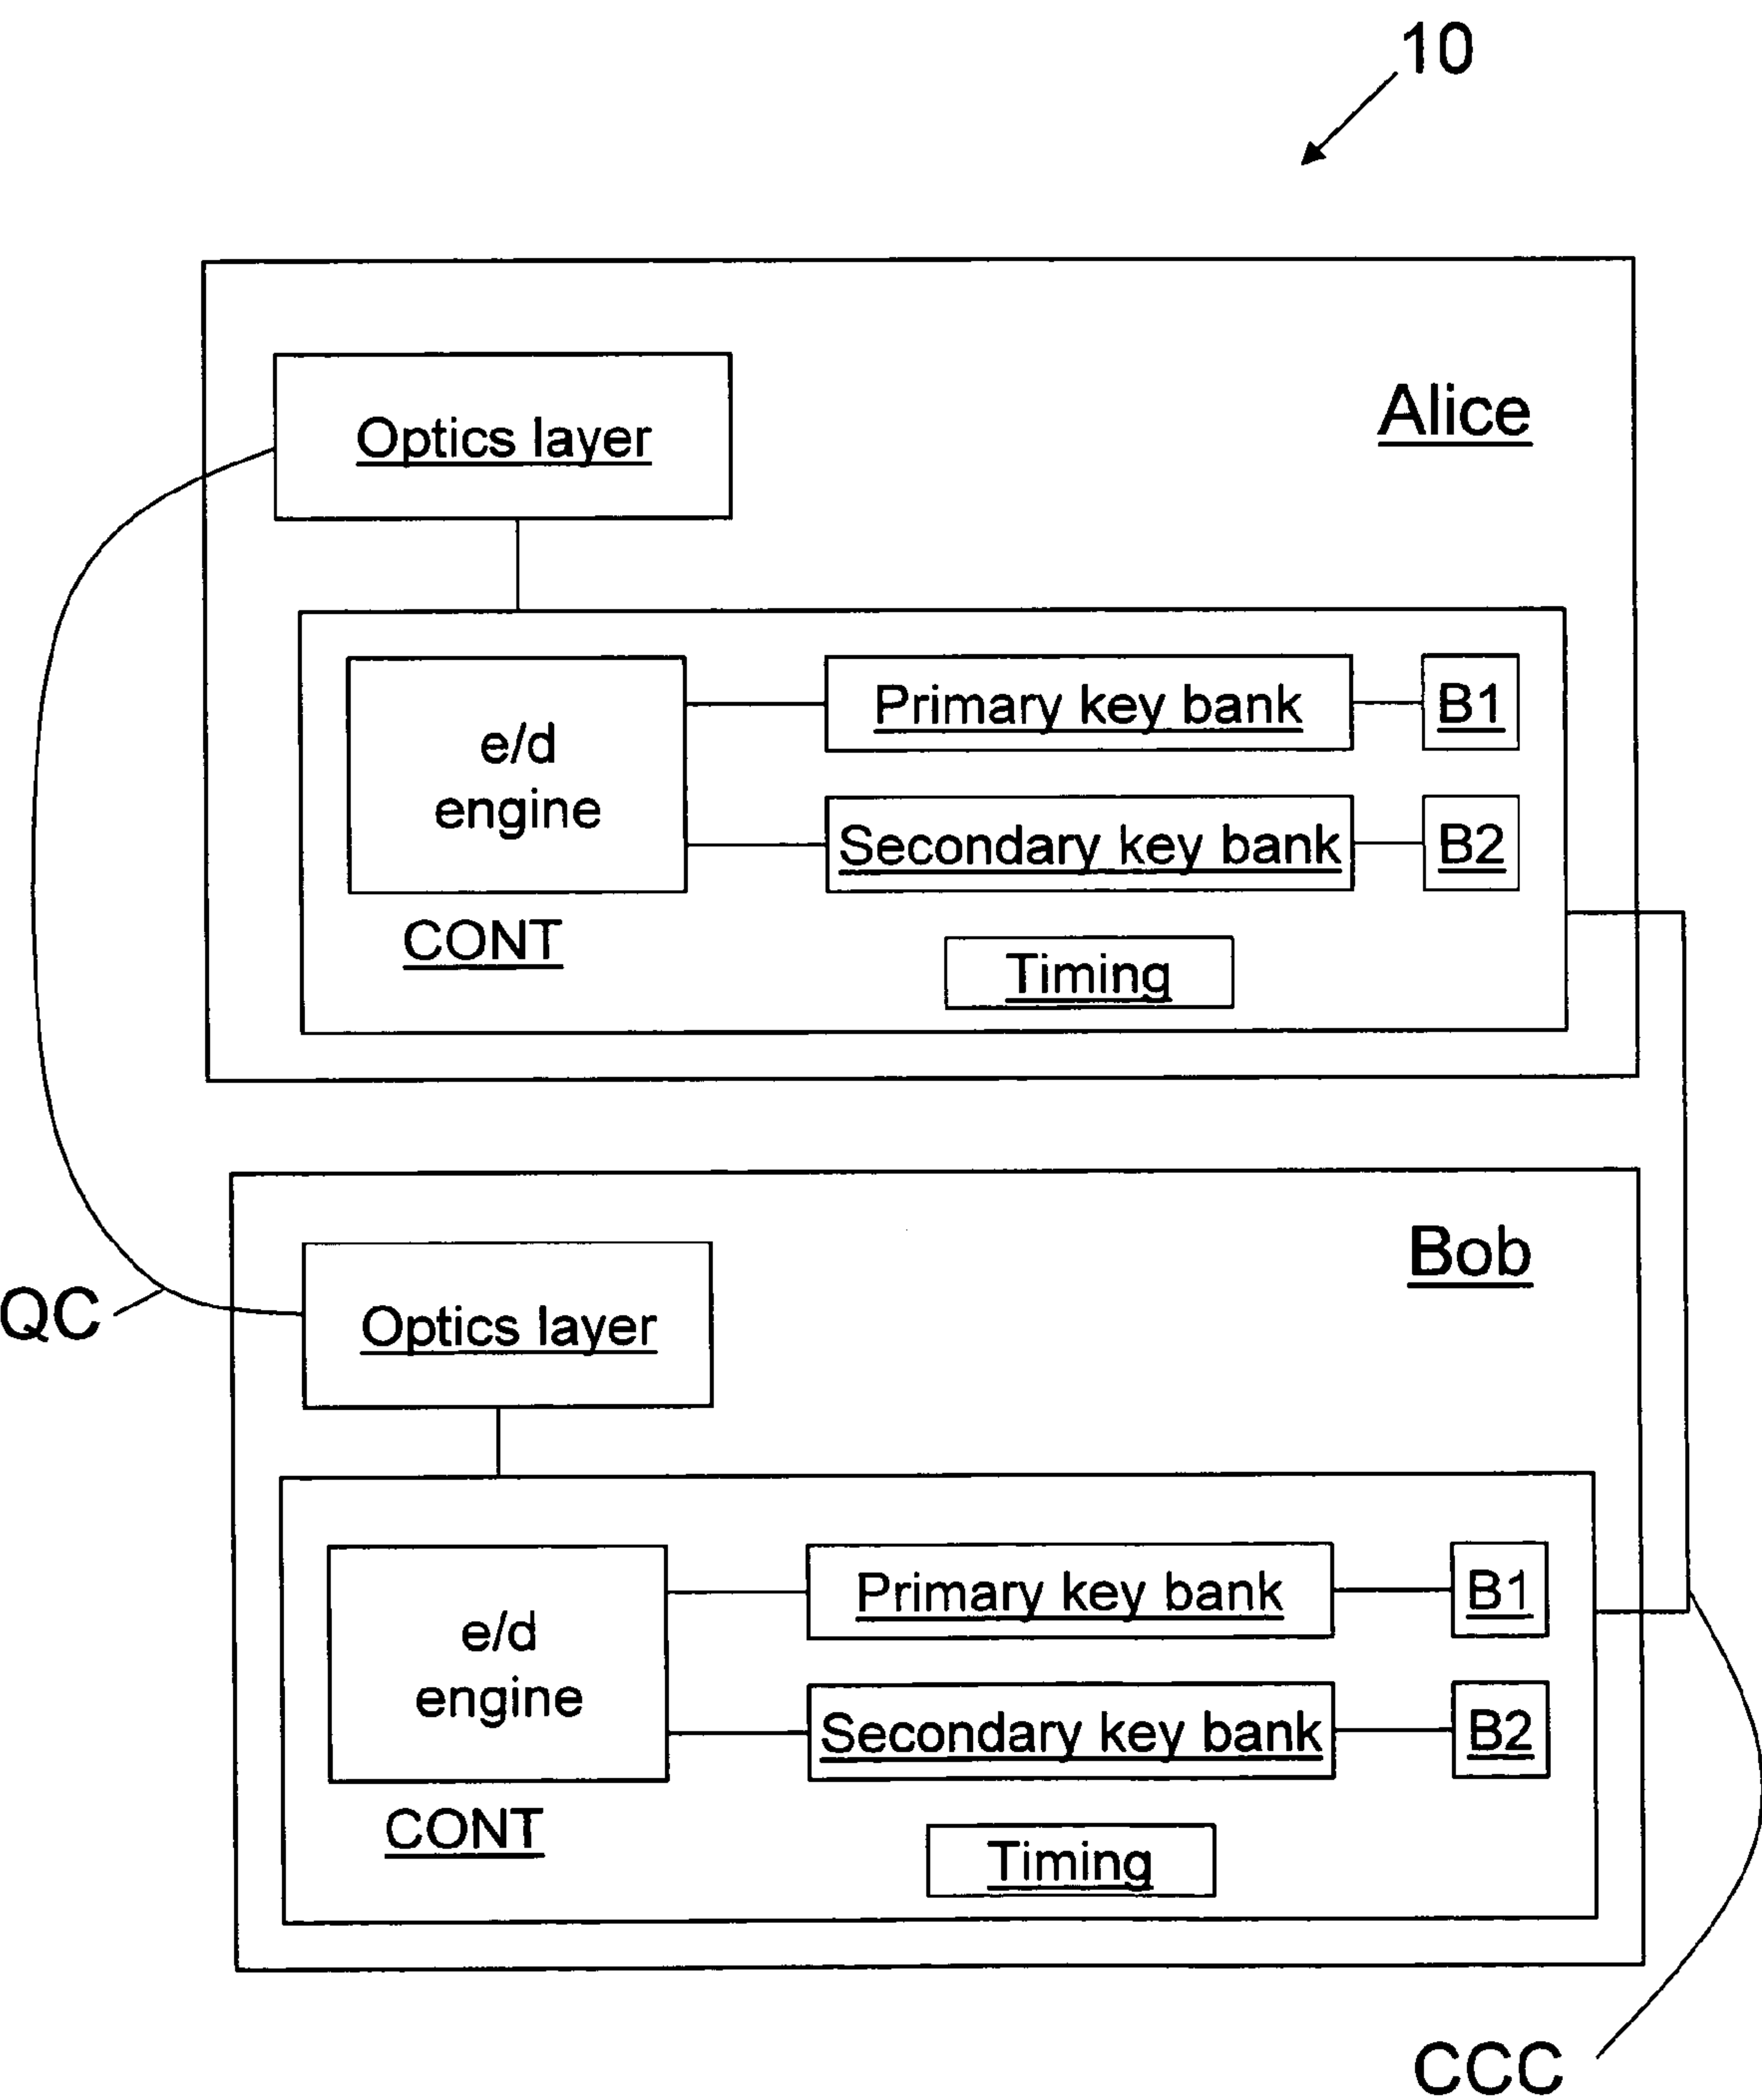 10
Alice
Optics layer
e/d
engine
Primary key bank
B1
Secondary key bank
B2
CONT
Timing
Bob
QC
Optics layer
e/d
engine
Primary key bank
B1
Secondary key bank
B2
CONT
Timing
CCC